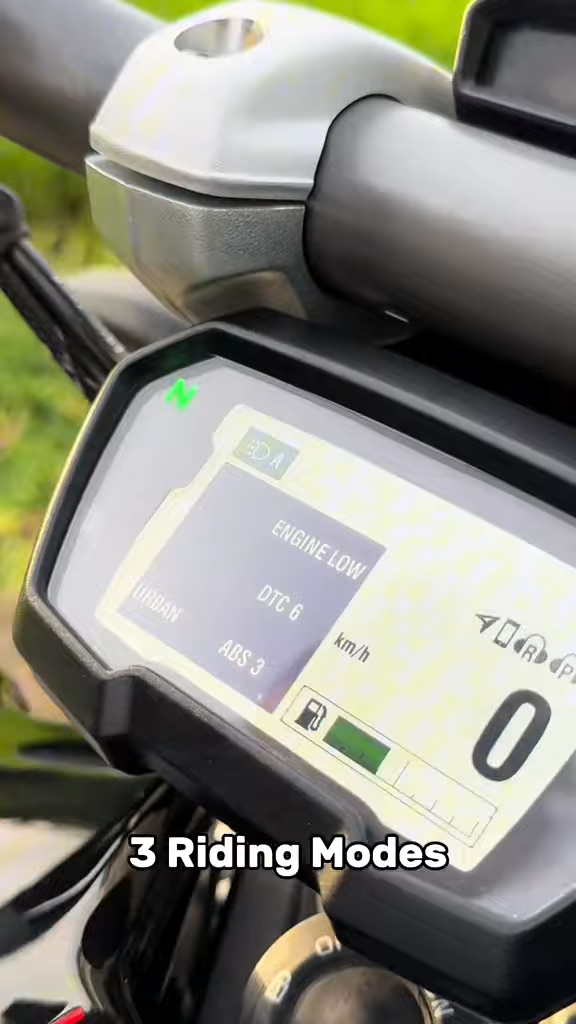 N
A
ENGINE LOW
DTC 6
URBAN
ABS 3
km/h
R
P
0
3 Riding Modes